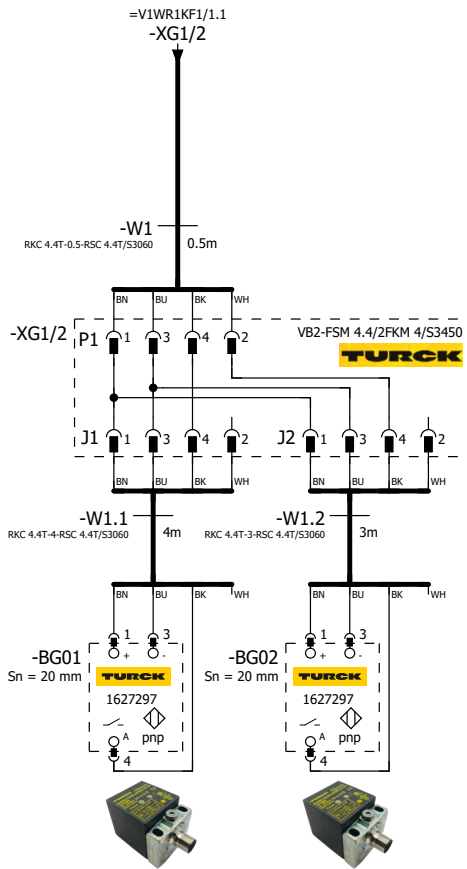 =V1WR1KF1/1.1
-XG1/2
-W1
RKC 4.4T-0.5-RSC 4.4T/S3060
0.5m
BN BU BK WH
-XG1/2
P1 1 3 4 2
VB2-FSM 4.4/2FKM 4/S3450
TURCK
J1 1 3 4 2
J2 1 3 4 2
BN BU BK WH
BN BU BK WH
-W1.1
RKC 4.4T-4-RSC 4.4T/S3060
4m
-W1.2
RKC 4.4T-3-RSC 4.4T/S3060
3m
BN BU BK WH
BN BU BK WH
-BG01
Sn = 20 mm
1 3
+ -
TURCK
1627297
A
pnp
4
-BG02
Sn = 20 mm
1 3
+ -
TURCK
1627297
A
pnp
4